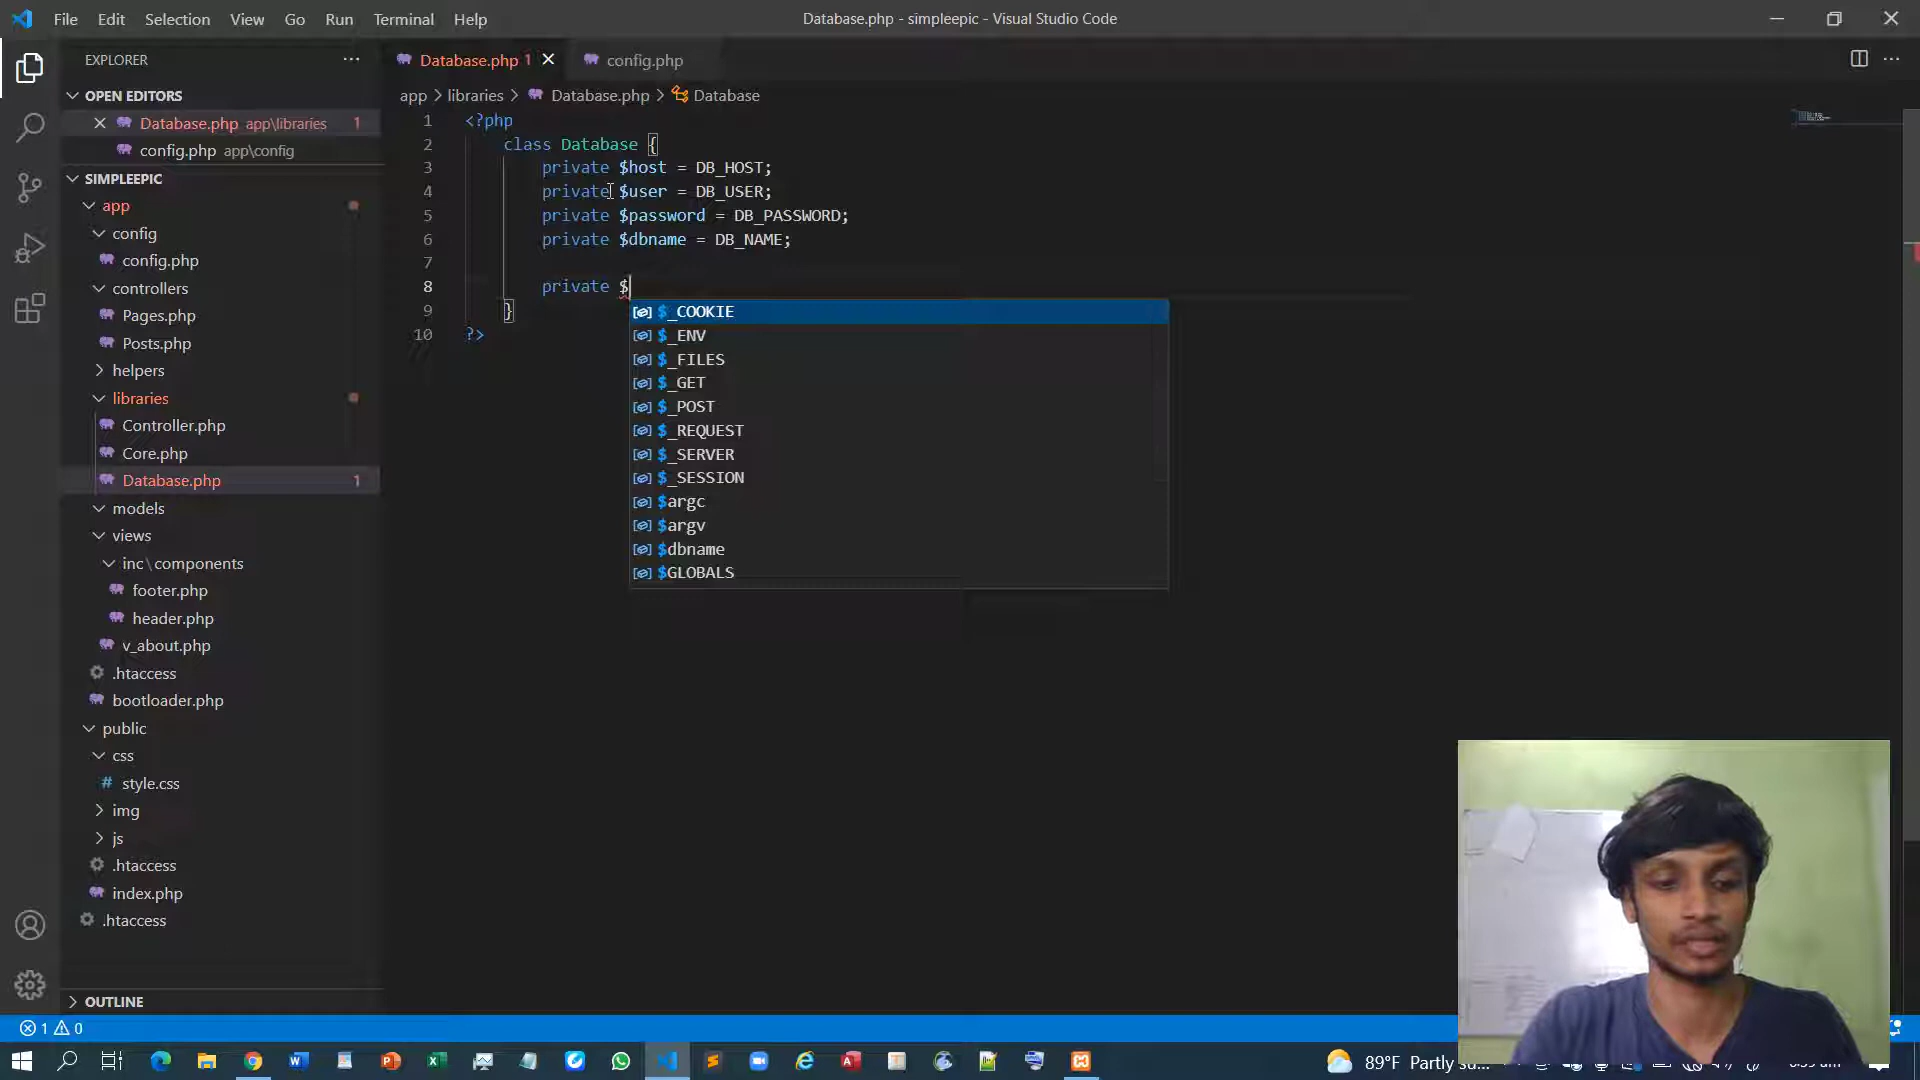 File Edit Selection View Go Run Terminal Help
Database.php - simpleepic - Visual Studio Code
EXPLORER
Database.php 1
config.php
OPEN EDITORS
Database.php app\libraries 1
config.php app\config
SIMPLEEPIC
app
config
config.php
controllers
Pages.php
Posts.php
helpers
libraries
Controller.php
Core.php
Database.php 1
models
views
inc\components
footer.php
header.php
v_about.php
.htaccess
bootloader.php
public
css
style.css
img
js
.htaccess
index.php
.htaccess
OUTLINE
app > libraries > Database.php > Database
1 <?php
2 class Database {
3 private $host = DB_HOST;
4 private $user = DB_USER;
5 private $password = DB_PASSWORD;
6 private $dbname = DB_NAME;
7
8 private $
9 }
10 ?>
$_COOKIE
$_ENV
$_FILES
$_GET
$_POST
$_REQUEST
$_SERVER
$_SESSION
$argc
$argv
$dbname
$GLOBALS
1 0
89°F Partly su...